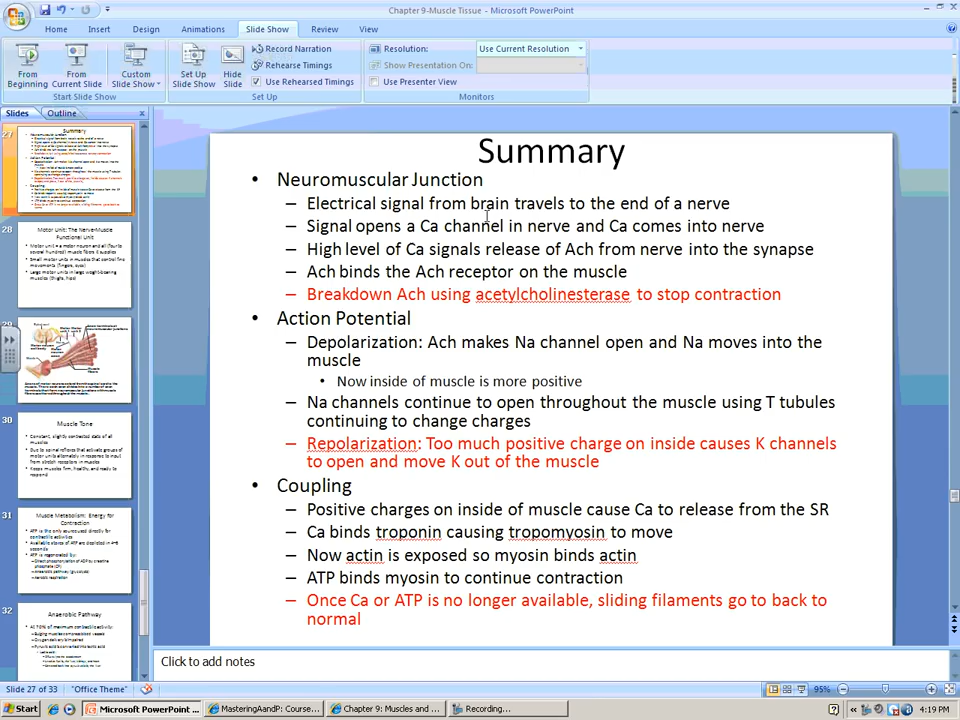 Chapter 9-Muscle Tissue - Microsoft PowerPoint
Home Insert Design Animations Slide Show Review View
From Beginning
From Current Slide
Custom Slide Show
Start Slide Show
Set Up Slide Show
Hide Slide
Record Narration
Rehearse Timings
Use Rehearsed Timings
Set Up
Resolution: Use Current Resolution
Show Presentation On:
Use Presenter View
Monitors
Slides Outline
27
Summary
28
Motor Unit: The Nerve-Muscle
Functional Unit
29
30
Muscle Tone
31
Muscle Metabolism: Energy for
Contraction
32
Anaerobic Pathway
Summary
• Neuromuscular Junction
– Electrical signal from brain travels to the end of a nerve
– Signal opens a Ca channel in nerve and Ca comes into nerve
– High level of Ca signals release of Ach from nerve into the synapse
– Ach binds the Ach receptor on the muscle
– Breakdown Ach using acetylcholinesterase to stop contraction
• Action Potential
– Depolarization: Ach makes Na channel open and Na moves into the
muscle
• Now inside of muscle is more positive
– Na channels continue to open throughout the muscle using T tubules
continuing to change charges
– Repolarization: Too much positive charge on inside causes K channels
to open and move K out of the muscle
• Coupling
– Positive charges on inside of muscle cause Ca to release from the SR
– Ca binds troponin causing tropomyosin to move
– Now actin is exposed so myosin binds actin
– ATP binds myosin to continue contraction
– Once Ca or ATP is no longer available, sliding filaments go to back to
normal
Click to add notes
Slide 27 of 33 "Office Theme" 95%
Start Microsoft PowerPoint ... MasteringAandP: Course... Chapter 9: Muscles and ... Recording... 4:19 PM